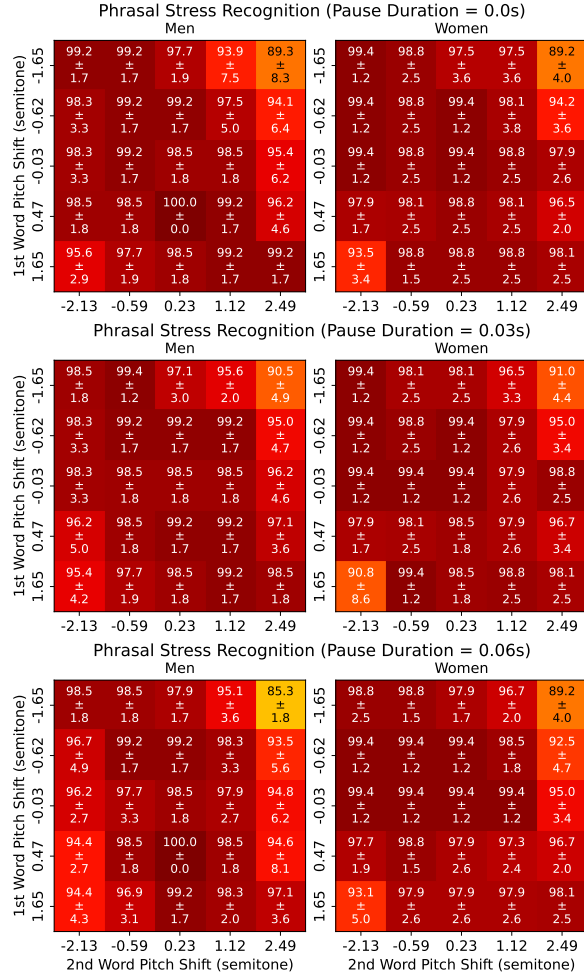 Phrasal Stress Recognition (Pause Duration = 0.0s)
Men Women
1st Word Pitch Shift (semitone)
-1.65 99.2 ± 1.7 99.2 ± 1.7 97.7 ± 1.9 93.9 ± 7.5 89.3 ± 8.3 99.4 ± 1.2 98.8 ± 2.5 97.5 ± 3.6 97.5 ± 3.6 89.2 ± 4.0
-0.62 98.3 ± 3.3 99.2 ± 1.7 99.2 ± 1.7 97.5 ± 5.0 94.1 ± 6.4 99.4 ± 1.2 98.8 ± 2.5 99.4 ± 1.2 98.1 ± 3.8 94.2 ± 3.6
-0.03 98.3 ± 3.3 99.2 ± 1.7 98.5 ± 1.8 98.5 ± 1.8 95.4 ± 6.2 99.4 ± 1.2 98.8 ± 2.5 99.4 ± 1.2 98.8 ± 2.5 97.9 ± 2.6
0.47 98.5 ± 1.8 98.5 ± 1.8 100.0 ± 0.0 99.2 ± 1.7 96.2 ± 4.6 97.9 ± 1.7 98.1 ± 2.5 98.8 ± 2.5 98.1 ± 2.5 96.5 ± 2.0
1.65 95.6 ± 2.9 97.7 ± 1.9 98.5 ± 1.8 99.2 ± 1.7 99.2 ± 1.7 93.5 ± 3.4 98.8 ± 1.5 98.8 ± 2.5 98.8 ± 2.5 98.1 ± 2.5
-2.13 -0.59 0.23 1.12 2.49 -2.13 -0.59 0.23 1.12 2.49
Phrasal Stress Recognition (Pause Duration = 0.03s)
Men Women
1st Word Pitch Shift (semitone)
-1.65 98.5 ± 1.8 99.4 ± 1.2 97.1 ± 3.0 95.6 ± 2.0 90.5 ± 4.9 99.4 ± 1.2 98.1 ± 2.5 98.1 ± 2.5 96.5 ± 3.3 91.0 ± 4.4
-0.62 98.3 ± 3.3 99.2 ± 1.7 99.2 ± 1.7 99.2 ± 1.7 95.0 ± 4.7 99.4 ± 1.2 98.8 ± 2.5 99.4 ± 1.2 97.9 ± 2.6 95.0 ± 3.4
-0.03 98.3 ± 3.3 98.5 ± 1.8 98.5 ± 1.8 98.5 ± 1.8 96.2 ± 4.6 99.4 ± 1.2 99.4 ± 1.2 99.4 ± 1.2 97.9 ± 2.6 98.8 ± 2.5
0.47 96.2 ± 5.0 98.5 ± 1.8 99.2 ± 1.7 99.2 ± 1.7 97.1 ± 3.6 97.9 ± 1.7 98.1 ± 2.5 98.5 ± 1.8 97.9 ± 2.6 96.7 ± 3.4
1.65 95.4 ± 4.2 97.7 ± 1.9 98.5 ± 1.8 99.2 ± 1.7 98.5 ± 1.8 90.8 ± 8.6 99.4 ± 1.2 98.5 ± 1.8 98.8 ± 2.5 98.1 ± 2.5
-2.13 -0.59 0.23 1.12 2.49 -2.13 -0.59 0.23 1.12 2.49
Phrasal Stress Recognition (Pause Duration = 0.06s)
Men Women
1st Word Pitch Shift (semitone)
-1.65 98.5 ± 1.8 98.5 ± 1.8 97.9 ± 1.7 95.1 ± 3.6 85.3 ± 1.8 98.8 ± 2.5 98.5 ± 1.5 97.9 ± 1.7 96.7 ± 2.0 89.2 ± 4.0
-0.62 96.7 ± 4.9 99.2 ± 1.7 99.2 ± 1.7 98.3 ± 3.3 93.5 ± 5.6 99.4 ± 1.2 99.4 ± 1.2 99.4 ± 1.2 98.5 ± 1.8 92.5 ± 4.7
-0.03 96.2 ± 2.7 97.7 ± 3.3 98.5 ± 1.8 97.9 ± 2.7 94.8 ± 6.2 99.4 ± 1.2 99.4 ± 1.2 99.4 ± 1.2 99.4 ± 1.2 95.0 ± 3.4
0.47 94.4 ± 2.7 98.5 ± 1.8 100.0 ± 0.0 98.5 ± 1.8 94.6 ± 8.1 97.7 ± 1.9 98.8 ± 1.5 97.9 ± 2.6 97.3 ± 2.4 96.7 ± 2.0
1.65 94.4 ± 4.3 96.9 ± 3.1 99.2 ± 1.7 98.3 ± 2.0 97.1 ± 3.6 93.1 ± 5.0 97.9 ± 2.6 97.9 ± 2.6 97.9 ± 2.6 98.1 ± 2.5
-2.13 -0.59 0.23 1.12 2.49 -2.13 -0.59 0.23 1.12 2.49
2nd Word Pitch Shift (semitone) 2nd Word Pitch Shift (semitone)